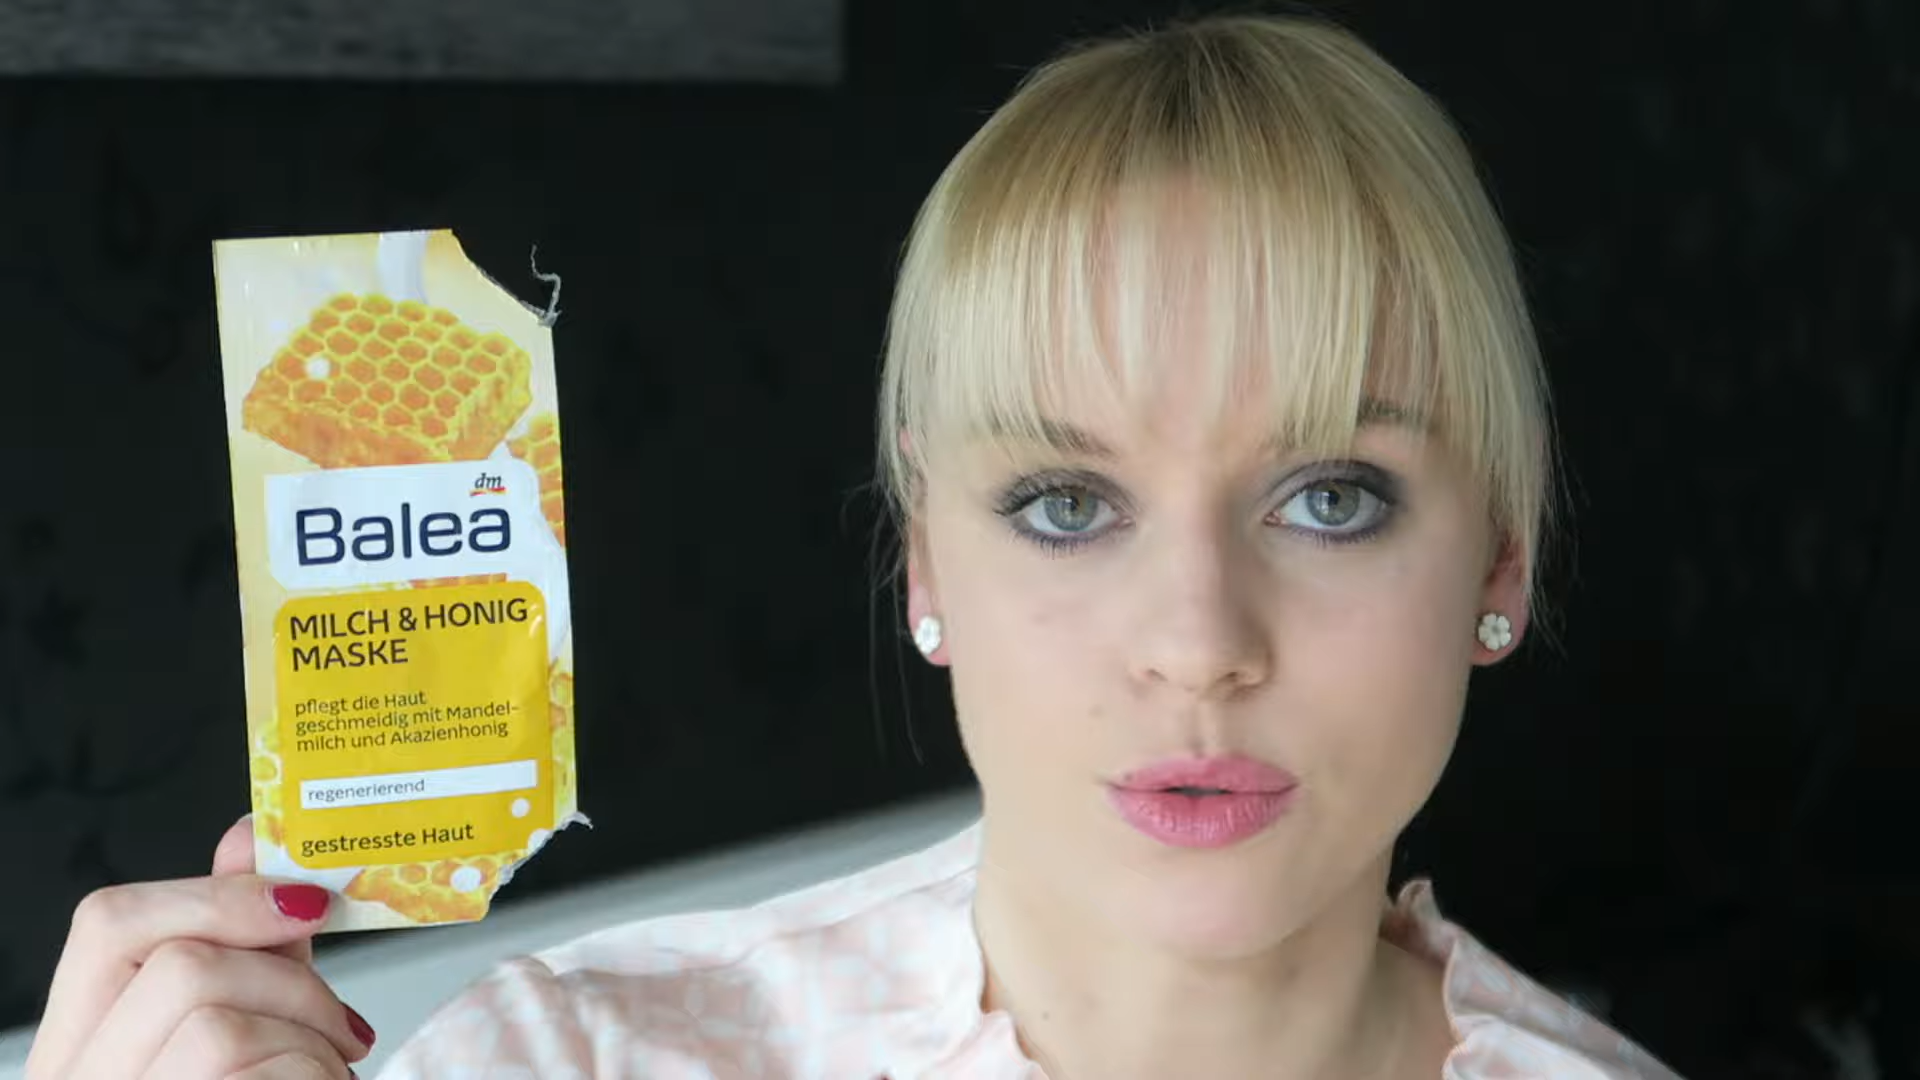 dm
Balea
MILCH & HONIG
MASKE
pflegt die Haut
geschmeidig mit Mandel-
milch und Akazienhonig
regenerierend
gestresste Haut